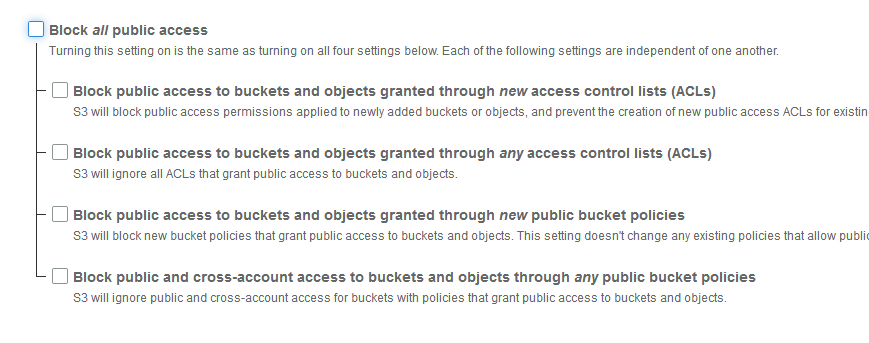 Block all public access
Turning this setting on is the same as turning on all four settings below. Each of the following settings are independent of one another.
Block public access to buckets and objects granted through new access control lists (ACLs)
S3 will block public access permissions applied to newly added buckets or objects, and prevent the creation of new public access ACLs for existin
Block public access to buckets and objects granted through any access control lists (ACLs)
S3 will ignore all ACLs that grant public access to buckets and objects.
Block public access to buckets and objects granted through new public bucket policies
S3 will block new bucket policies that grant public access to buckets and objects. This setting doesn't change any existing policies that allow public
Block public and cross-account access to buckets and objects through any public bucket policies
S3 will ignore public and cross-account access for buckets with policies that grant public access to buckets and objects.